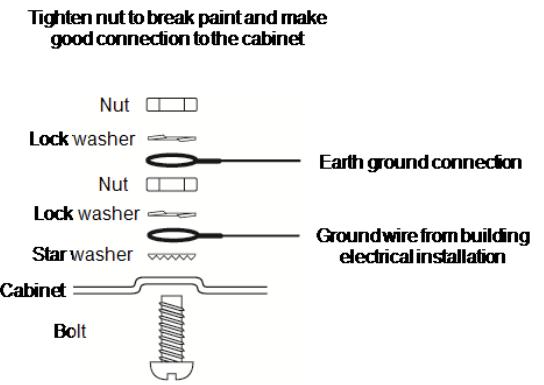 Tighten nut to break paint and make
good connection to the cabinet
Nut
Lock washer
Earth ground connection
Nut
Lock washer
Ground wire from building
electrical installation
Star washer
Cabinet
Bolt